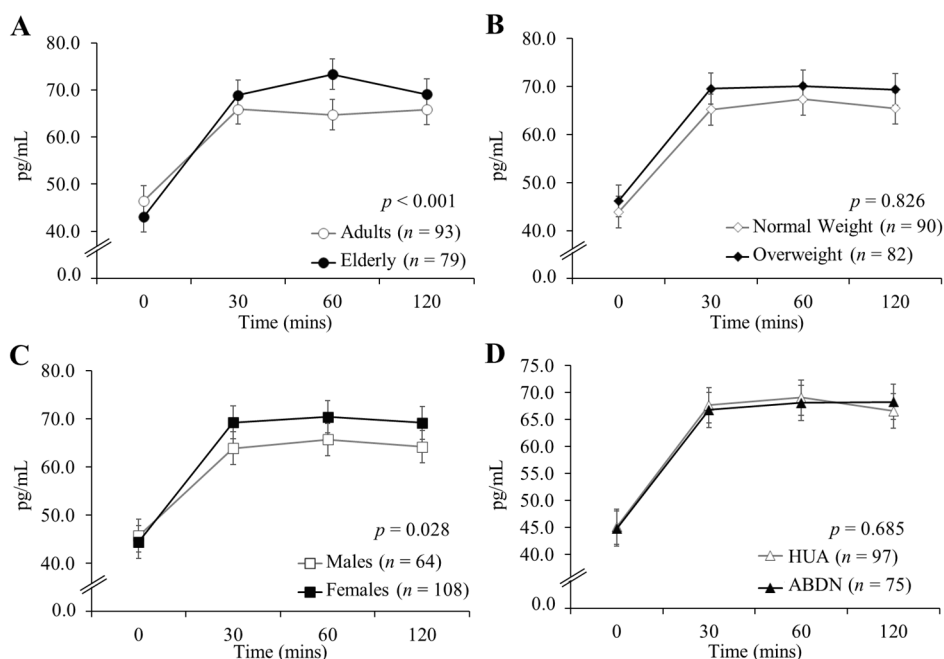 A
80.0
70.0
60.0
50.0
40.0
0.0
pg/mL
p < 0.001
Adults (n = 93)
Elderly (n = 79)
0 30 60 120
Time (mins)
B
80.0
70.0
60.0
50.0
40.0
0.0
pg/mL
p = 0.826
Normal Weight (n = 90)
Overweight (n = 82)
0 30 60 120
Time (mins)
C
80.0
70.0
60.0
50.0
40.0
0.0
pg/mL
p = 0.028
Males (n = 64)
Females (n = 108)
0 30 60 120
Time (mins)
D
75.0
70.0
65.0
60.0
55.0
50.0
45.0
40.0
0.0
pg/mL
p = 0.685
HUA (n = 97)
ABDN (n = 75)
0 30 60 120
Time (mins)